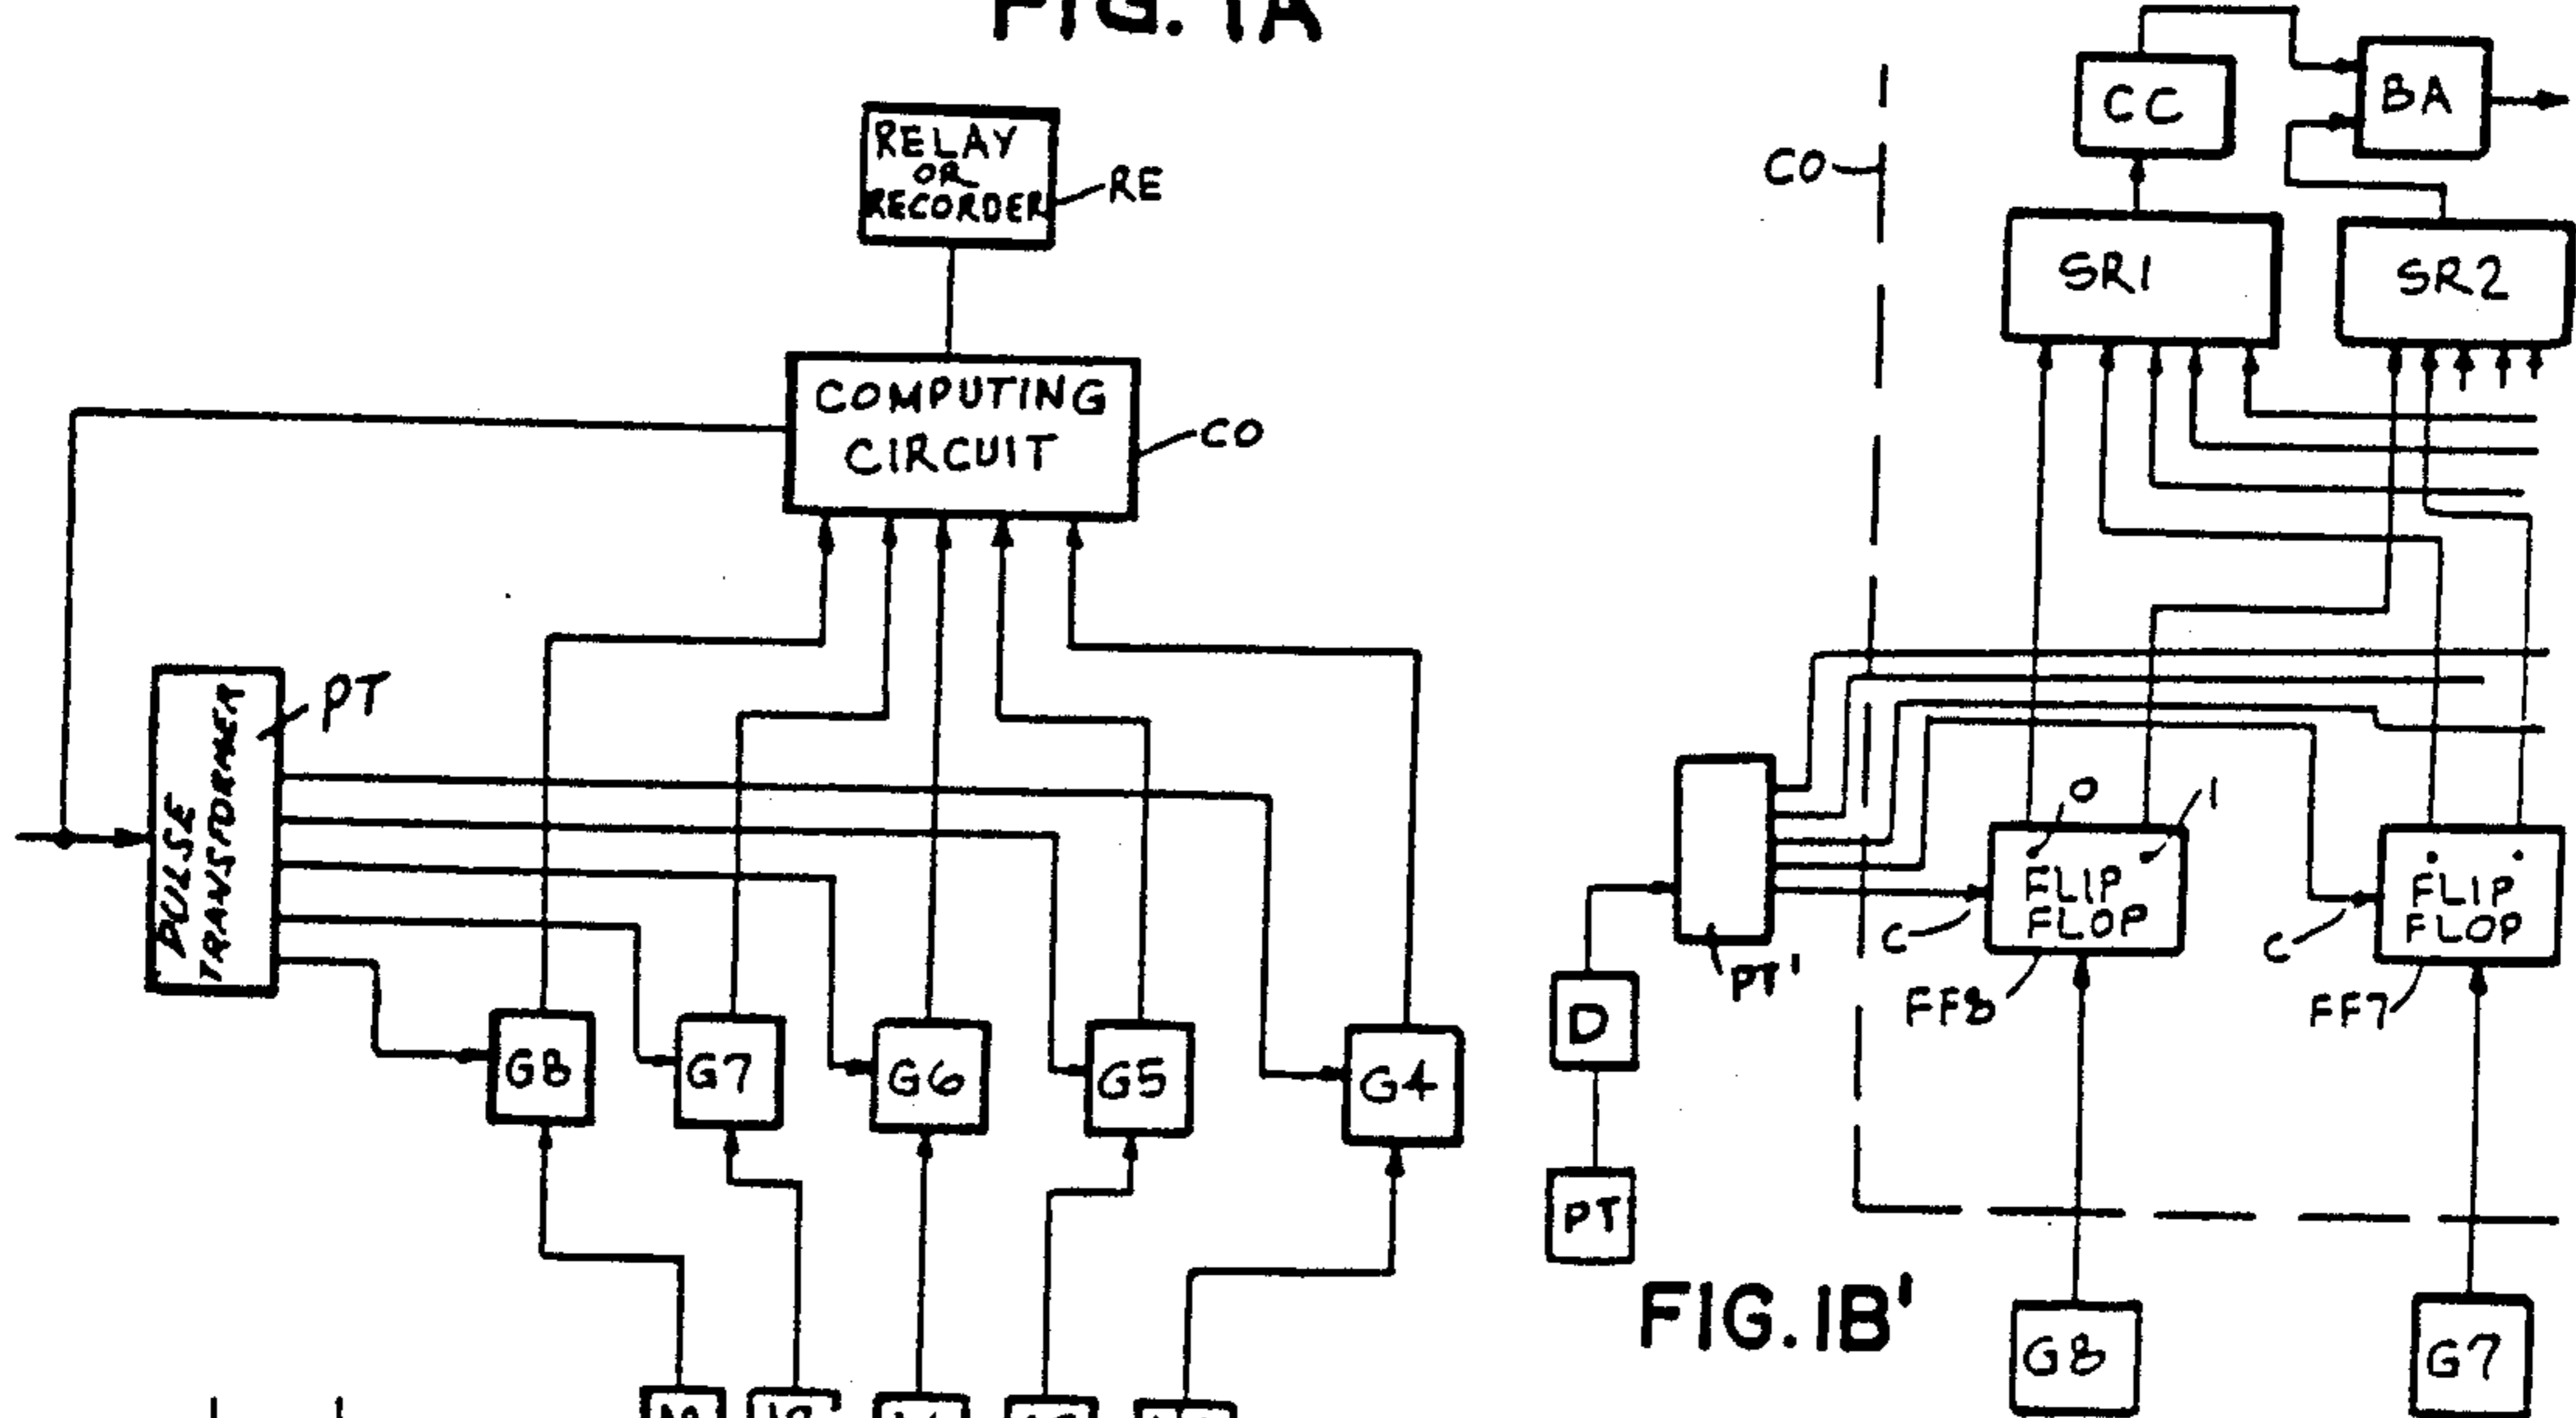 FIG. 1A
RELAY
OR
RECORDER
RE
COMPUTING
CIRCUIT
CO
PULSE
TRANSFORMER
PT
G8
G7
G6
G5
G4
CC
BA
CO
SR1
SR2
PT'
D
PT
0
1
FLIP
FLOP
C
FF8
FLIP
FLOP
C
FF7
G8
G7
FIG. 1B'